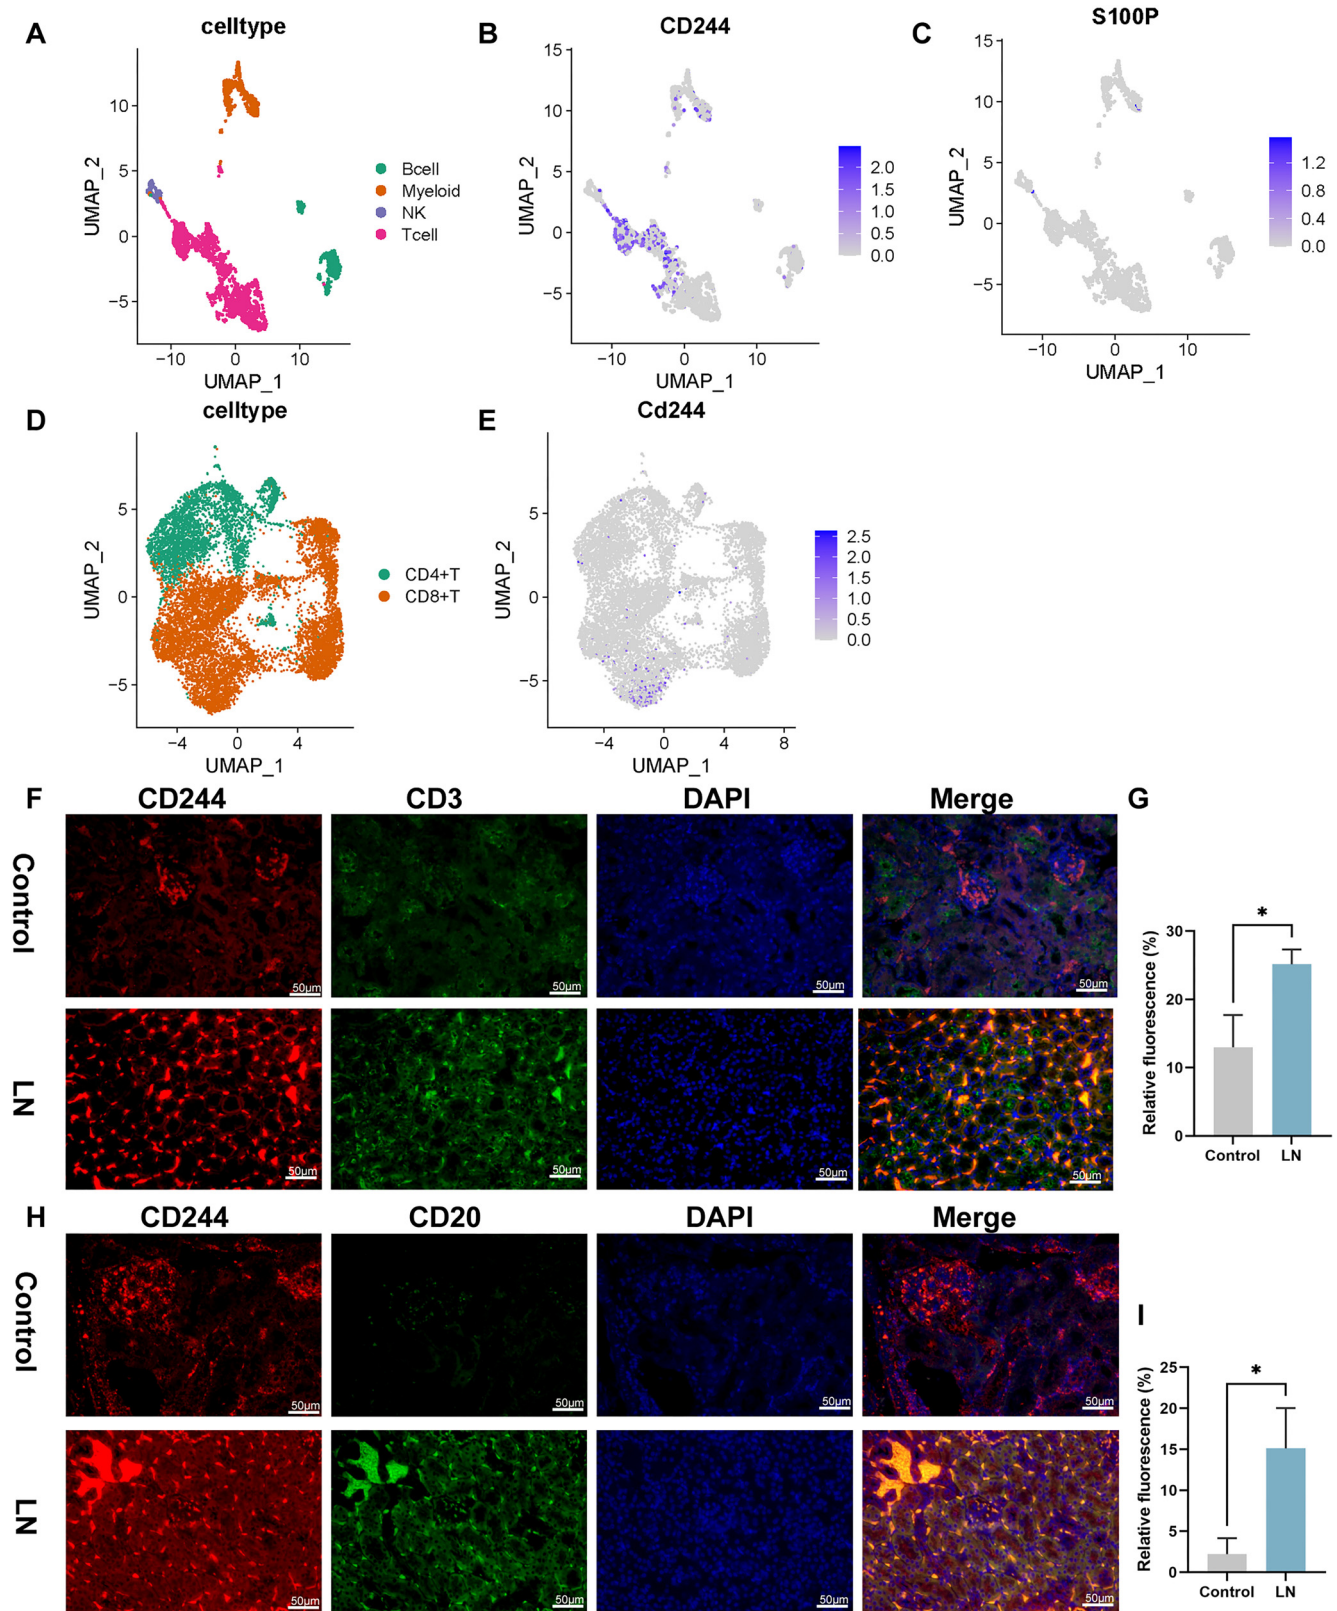 A
celltype
UMAP_2
10
5
0
−5
−10
0
10
UMAP_1
Bcell
Myeloid
NK
Tcell
B
CD244
UMAP_2
15
10
5
0
−5
−10
0
10
UMAP_1
2.0
1.5
1.0
0.5
0.0
C
S100P
UMAP_2
15
10
5
0
−5
−10
0
10
UMAP_1
1.2
0.8
0.4
0.0
D
celltype
UMAP_2
5
0
−5
−4
0
4
UMAP_1
CD4+T
CD8+T
E
Cd244
UMAP_2
5
0
−5
−4
0
4
8
UMAP_1
2.5
2.0
1.5
1.0
0.5
0.0
F
CD244
CD3
DAPI
Merge
Control
50μm
50μm
50μm
50μm
LN
50μm
50μm
50μm
50μm
G
Relative fluorescence (%)
30
20
10
0
*
Control
LN
H
CD244
CD20
DAPI
Merge
Control
50μm
50μm
50μm
50μm
LN
50μm
50μm
50μm
50μm
I
Relative fluorescence (%)
25
20
15
10
5
0
*
Control
LN